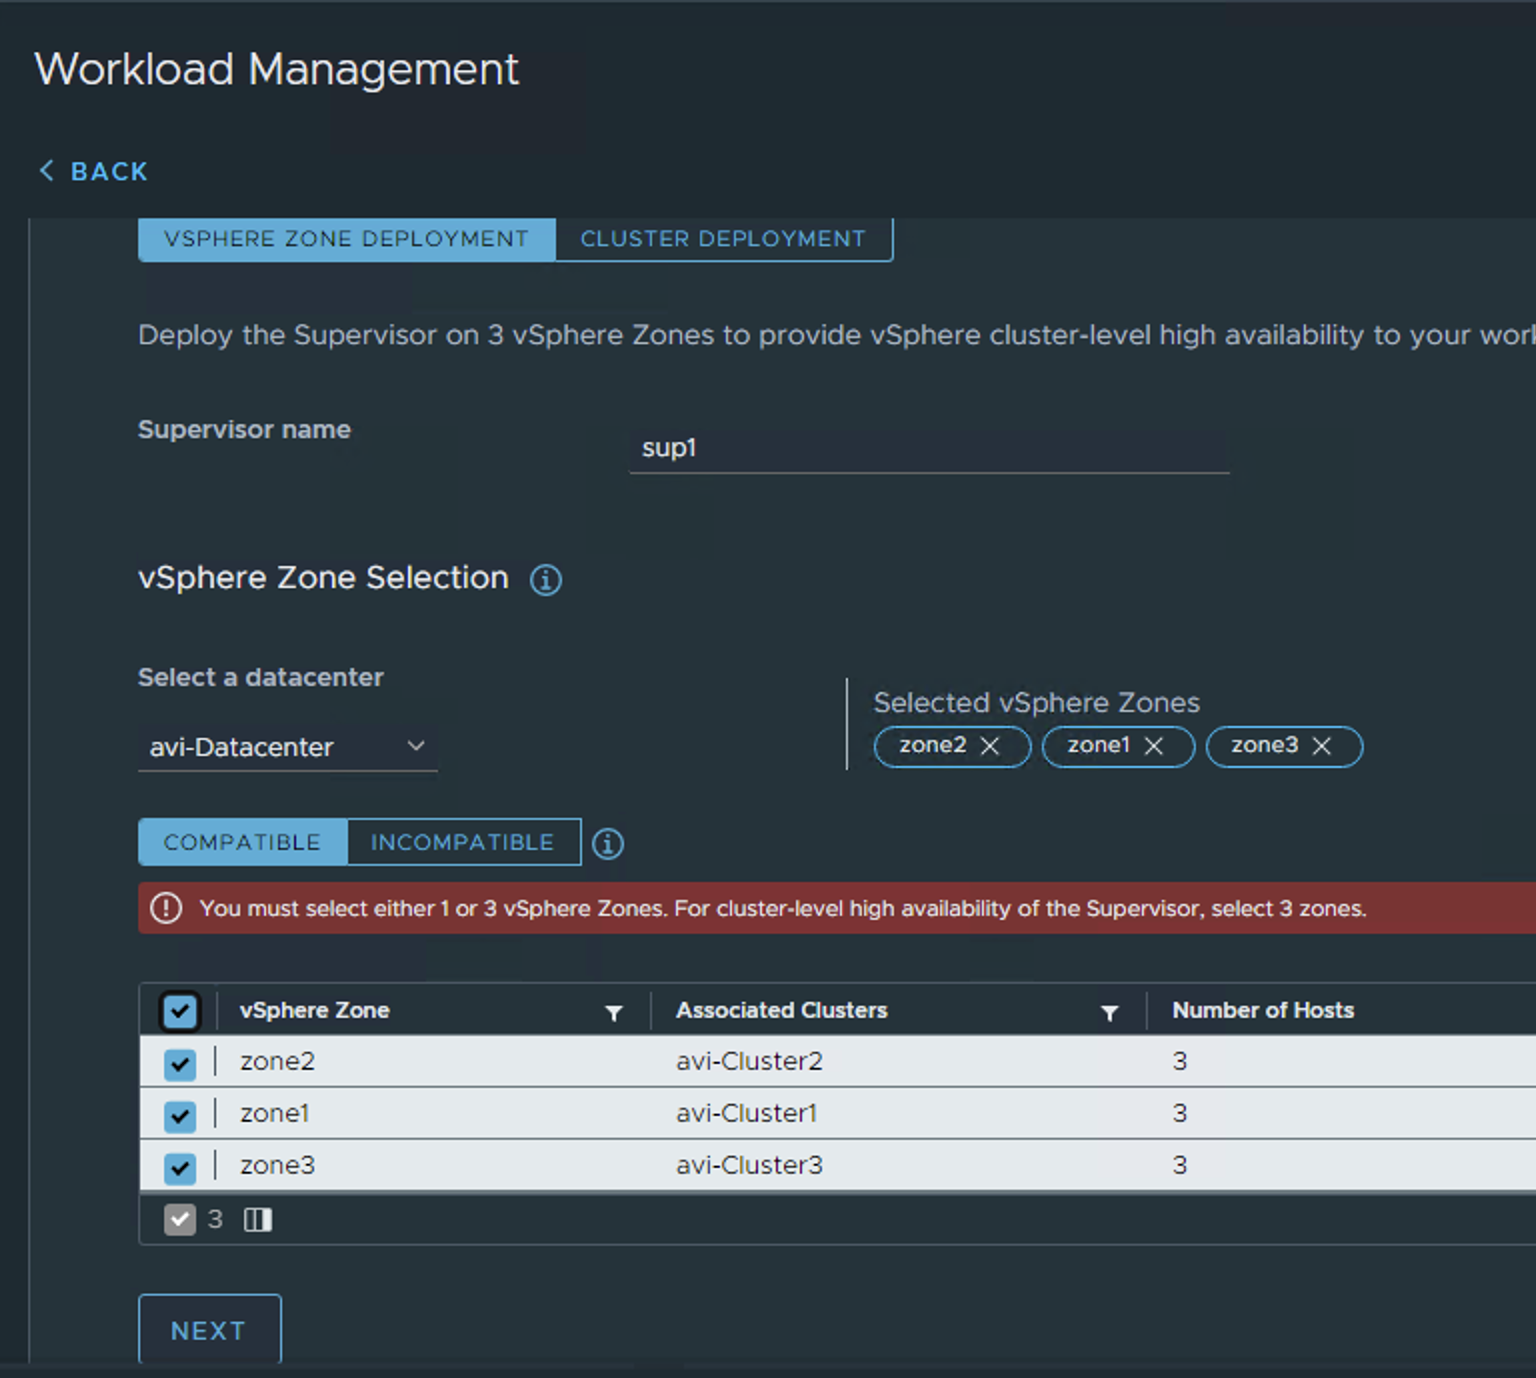 Workload Management
BACK
VSPHERE ZONE DEPLOYMENT CLUSTER DEPLOYMENT
Deploy the Supervisor on 3 vSphere Zones to provide vSphere cluster-level high availability to your
Supervisor name
sup1
vSphere Zone Selection
Select a datacenter
avi-Datacenter
Selected vSphere Zones
zone2 zone1 zone3
COMPATIBLE INCOMPATIBLE
You must select either 1 or 3 vSphere Zones. For cluster-level high availability of the Supervisor, select 3 zones.
vSphere Zone Associated Clusters Number of Hosts
zone2 avi-Cluster2 3
zone1 avi-Cluster1 3
zone3 avi-Cluster3 3
3
NEXT